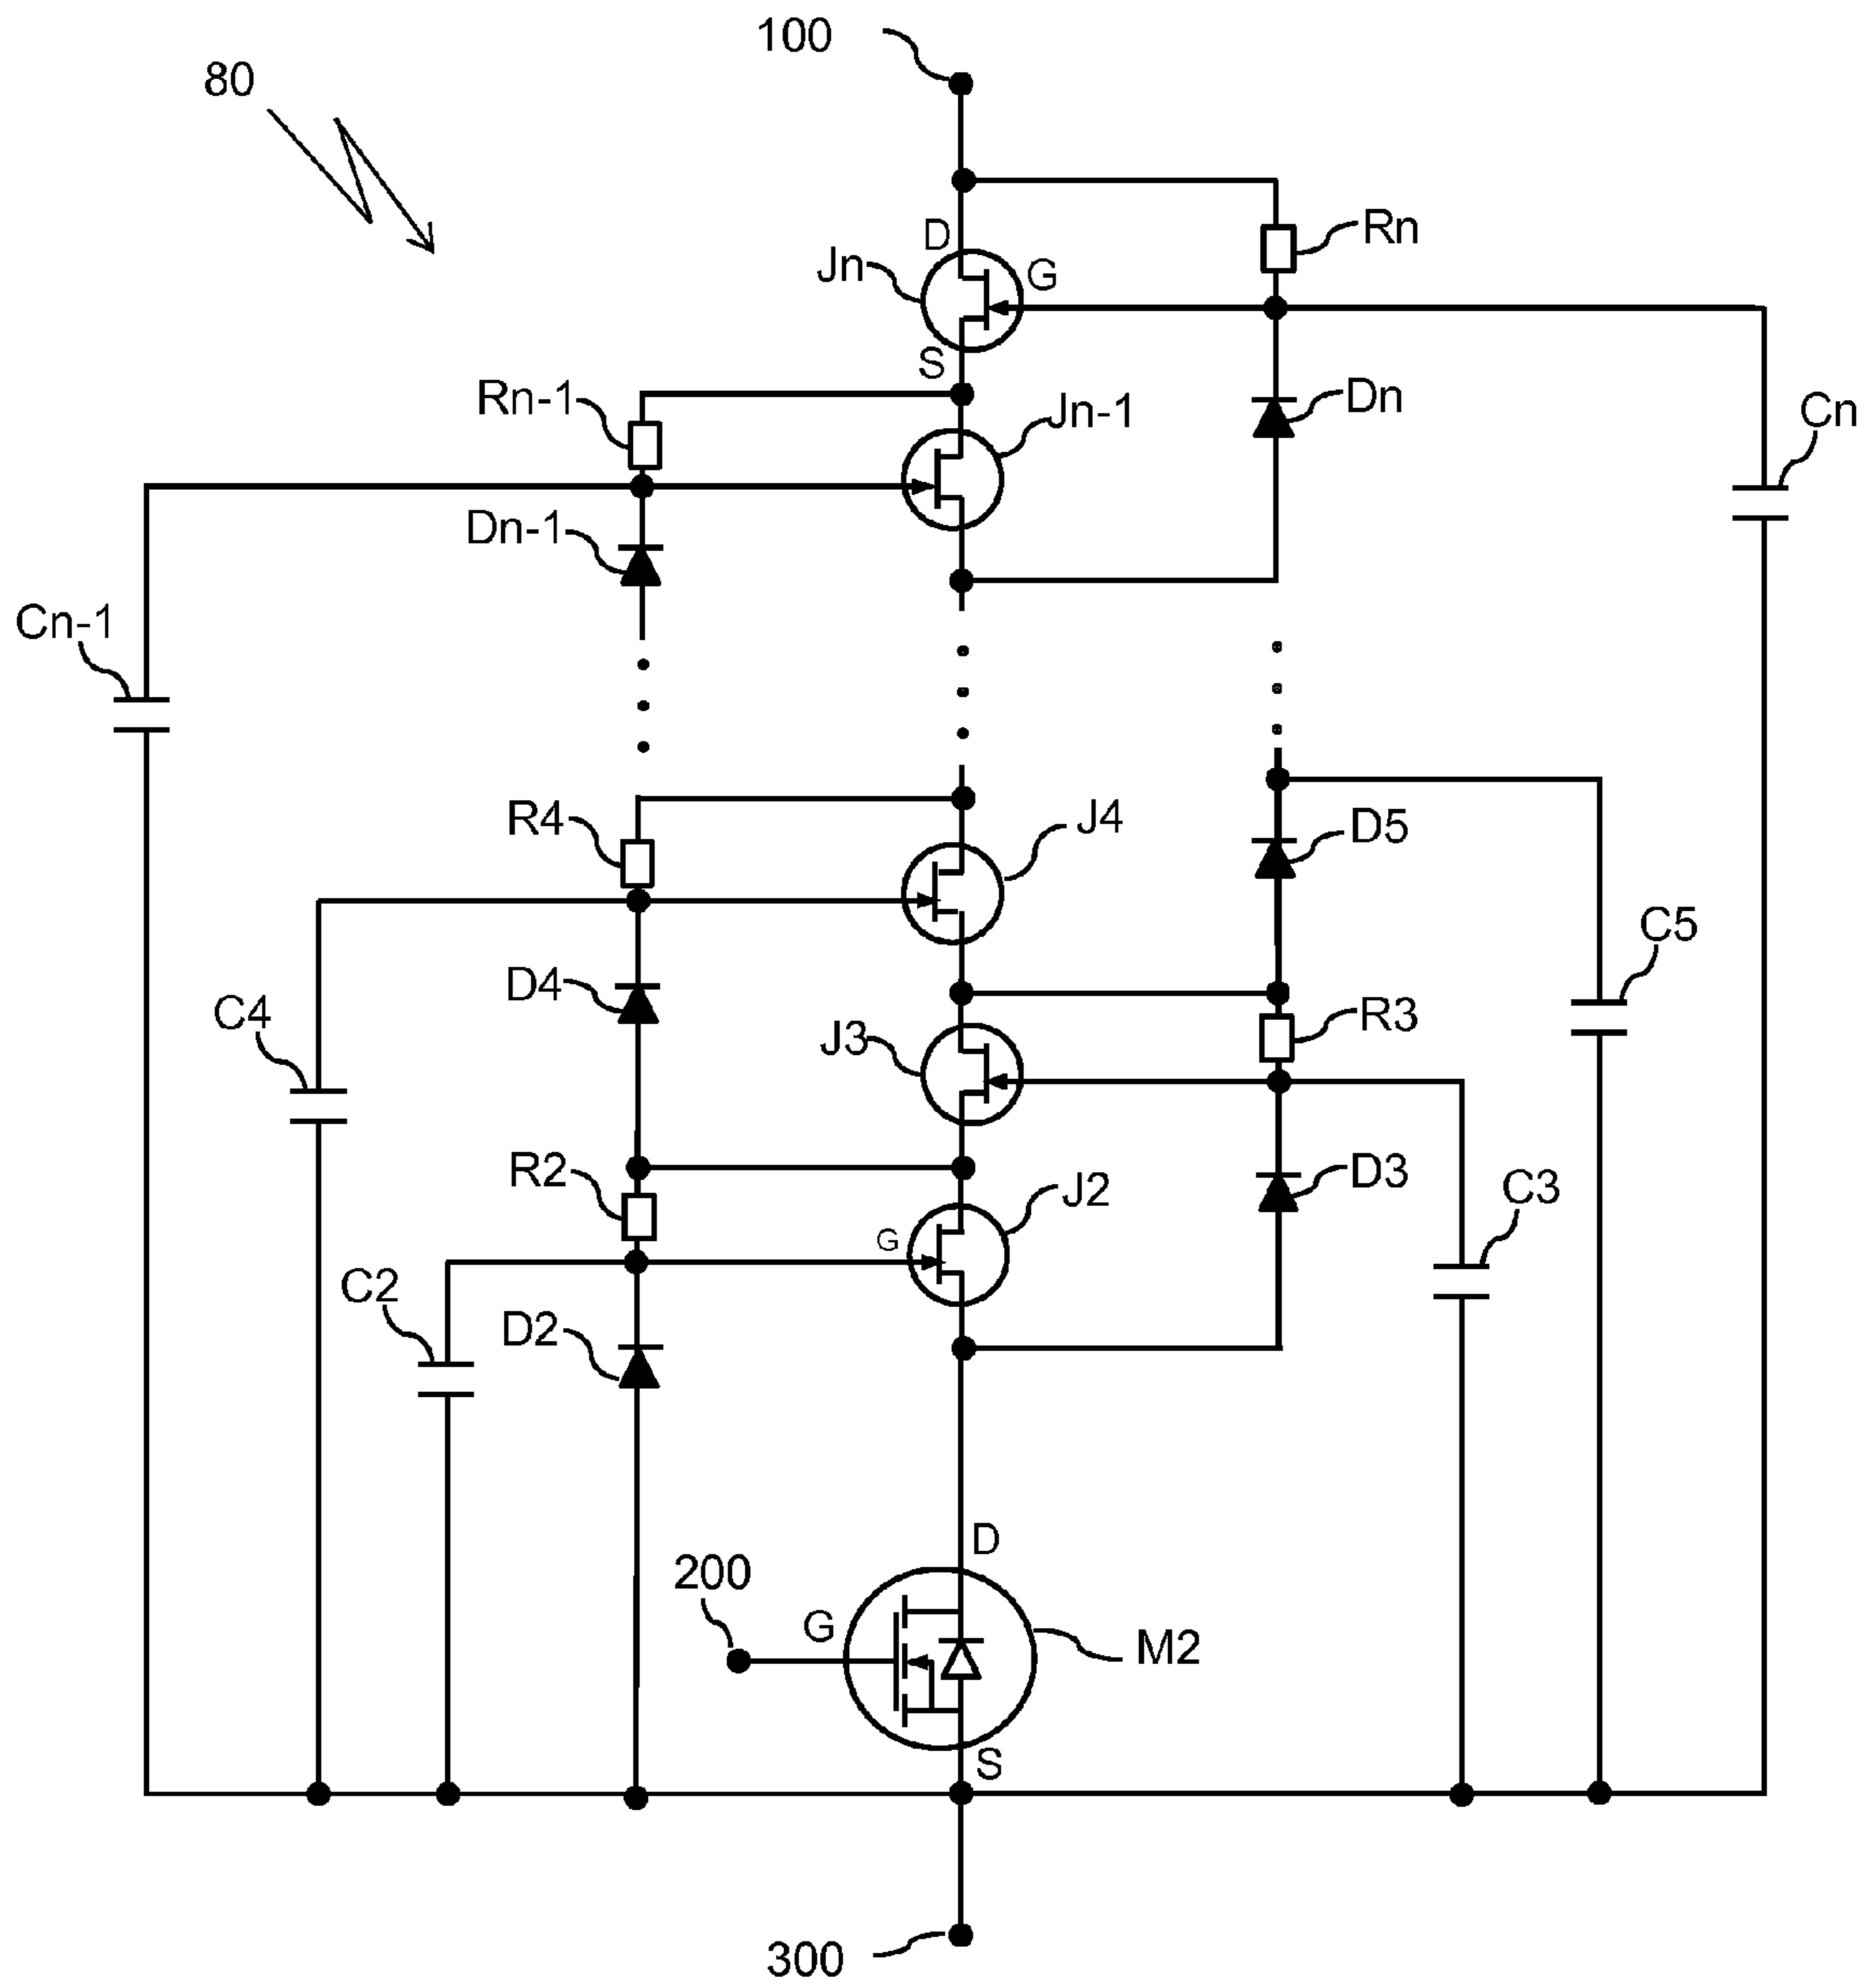 100
80
D
Rn
Jn
G
S
Rn-1
Jn-1
Dn
Cn
Dn-1
Cn-1
R4
J4
D5
C5
D4
C4
R3
J3
R2
D3
J2
C3
G
C2
D2
D
200
G
M2
S
300